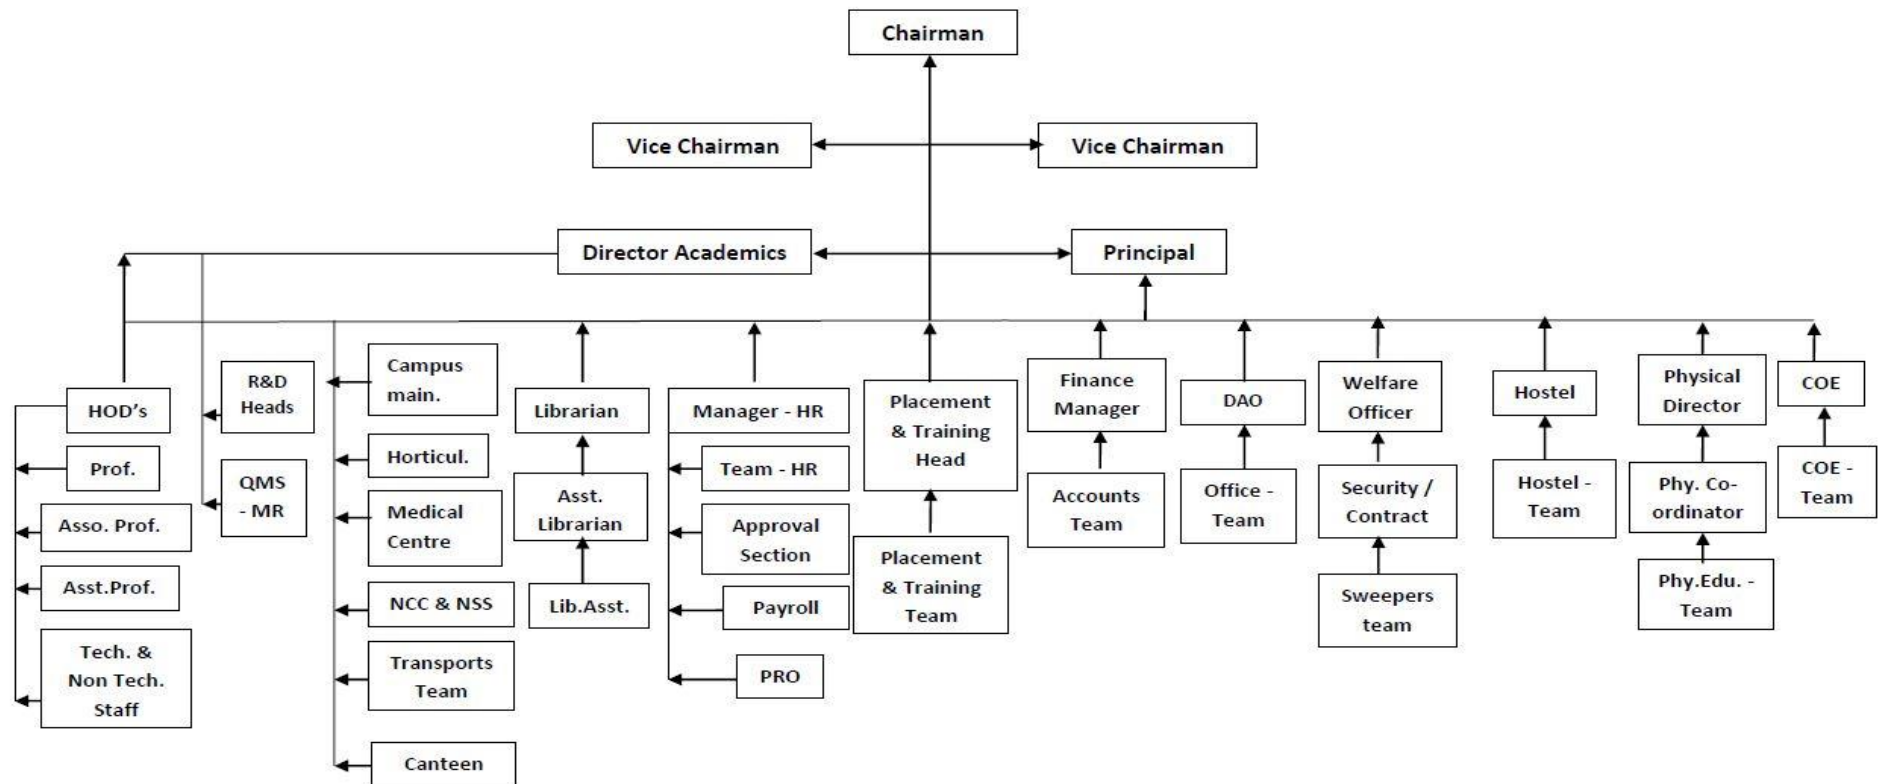 Chairman
Vice Chairman
Vice Chairman
Director Academics
Principal
HOD's
Prof.
Asso. Prof.
Asst.Prof.
Tech. &
Non Tech.
Staff
R&D
Heads
QMS
- MR
Campus
main.
Horticul.
Medical
Centre
NCC & NSS
Transports
Team
Canteen
Librarian
Asst.
Librarian
Lib.Asst.
Manager - HR
Team - HR
Approval
Section
Payroll
PRO
Placement
& Training
Head
Placement
& Training
Team
Finance
Manager
Accounts
Team
DAO
Office -
Team
Welfare
Officer
Security /
Contract
Sweepers
team
Hostel
Hostel -
Team
Physical
Director
Phy. Co-
ordinator
Phy.Edu. -
Team
COE
COE -
Team